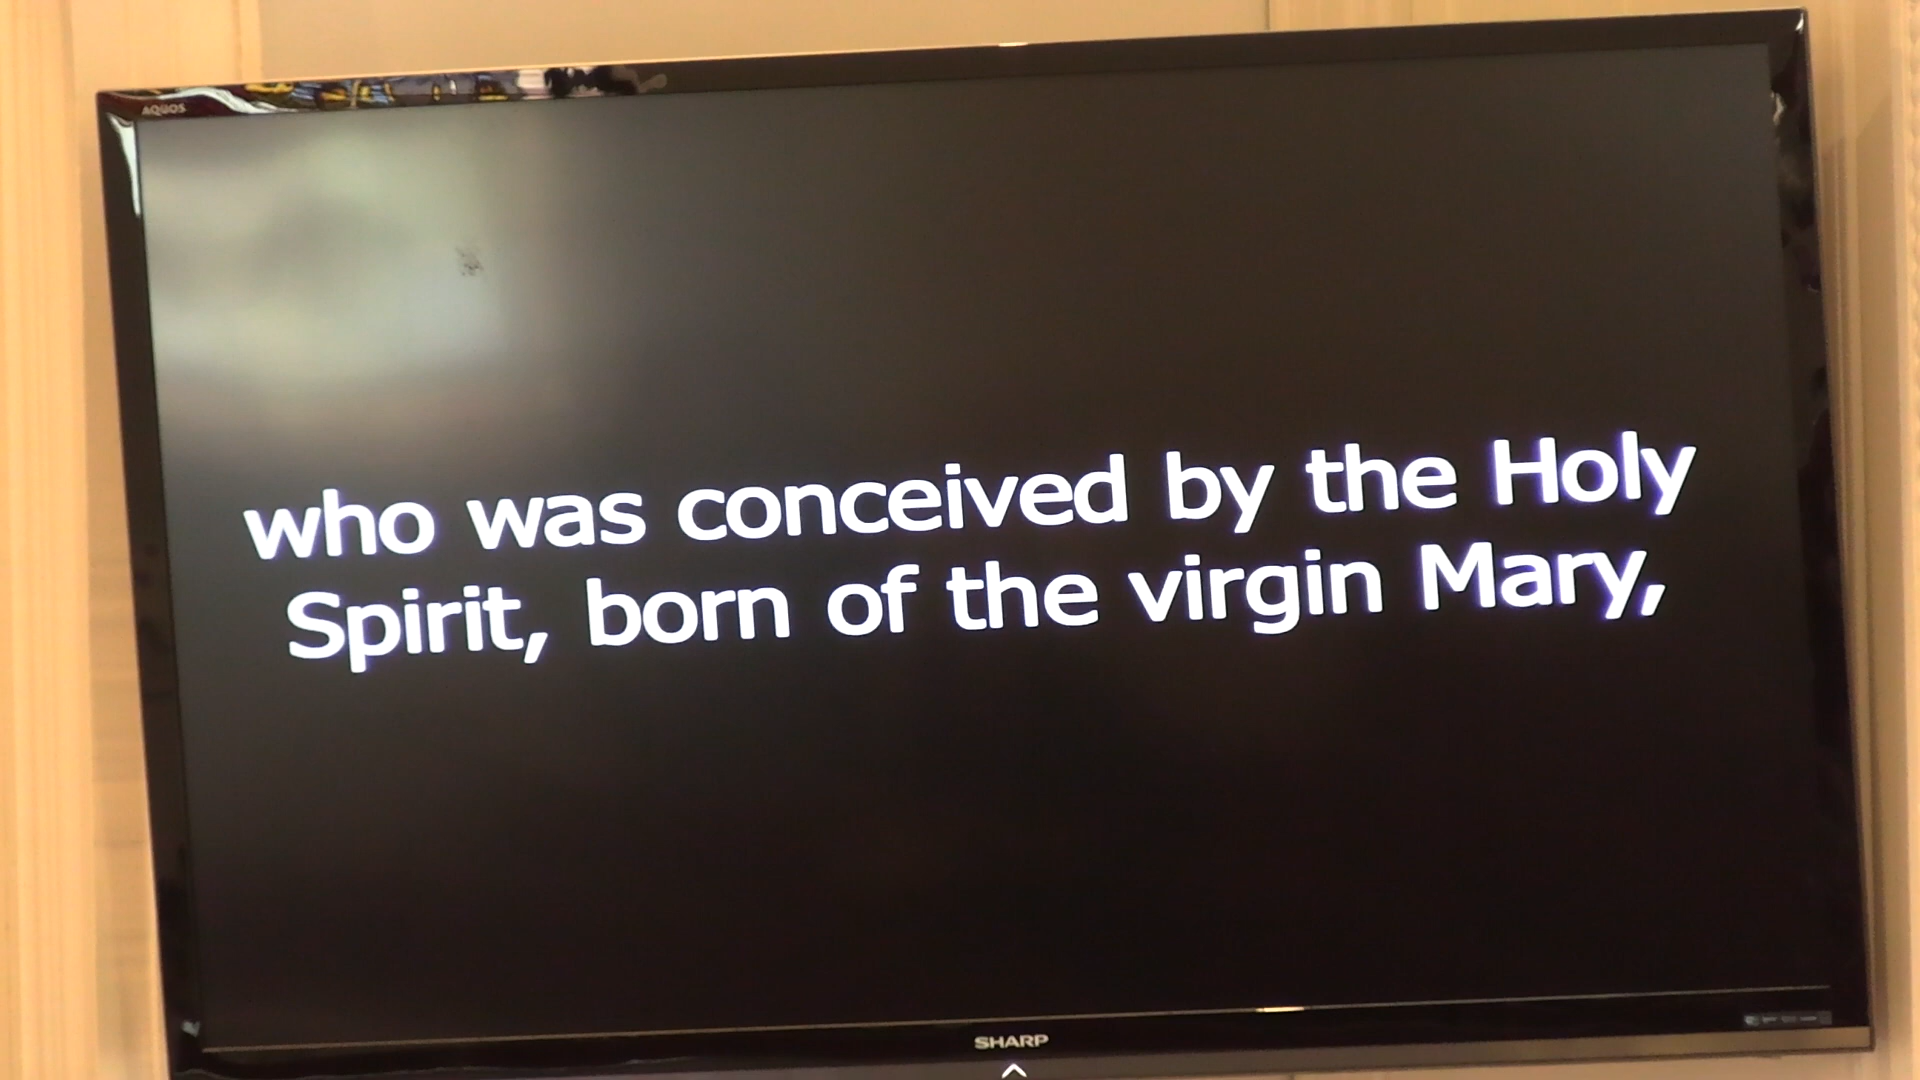 AQUOS
who was conceived by the Holy
Spirit, born of the virgin Mary,
SHARP